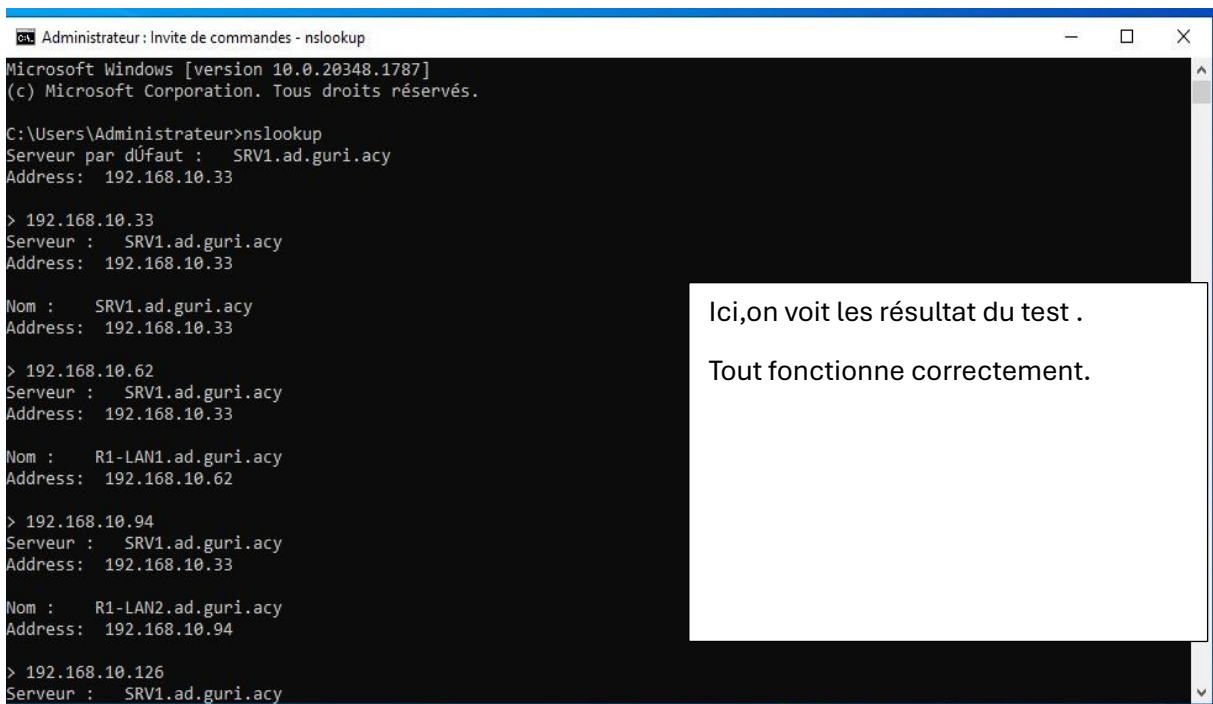 Administrateur : Invite de commandes - nslookup
Microsoft Windows [version 10.0.20348.1787]
(c) Microsoft Corporation. Tous droits réservés.
C:\Users\Administrateur>nslookup
Serveur par dÚfaut :   SRV1.ad.guri.acy
Address:  192.168.10.33
> 192.168.10.33
Serveur :   SRV1.ad.guri.acy
Address:  192.168.10.33
Nom :    SRV1.ad.guri.acy
Address:  192.168.10.33
> 192.168.10.62
Serveur :   SRV1.ad.guri.acy
Address:  192.168.10.33
Nom :    R1-LAN1.ad.guri.acy
Address:  192.168.10.62
> 192.168.10.94
Serveur :   SRV1.ad.guri.acy
Address:  192.168.10.33
Nom :    R1-LAN2.ad.guri.acy
Address:  192.168.10.94
> 192.168.10.126
Serveur :   SRV1.ad.guri.acy
Ici,on voit les résultat du test .
Tout fonctionne correctement.